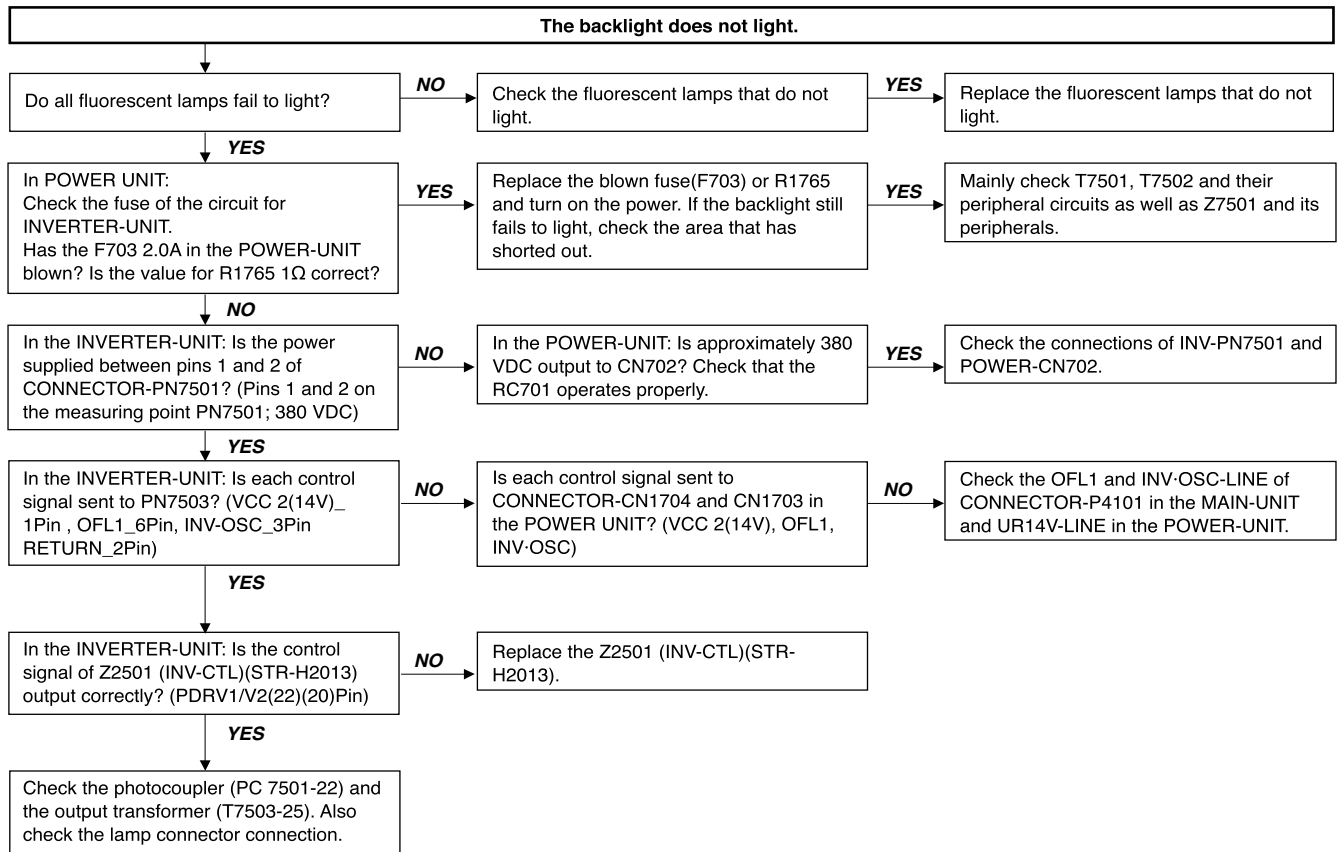 The backlight does not light.
Do all fluorescent lamps fail to light?
NO
Check the fluorescent lamps that do not
light.
YES
Replace the fluorescent lamps that do not
light.
YES
In POWER UNIT:
Check the fuse of the circuit for
INVERTER-UNIT.
Has the F703 2.0A in the POWER-UNIT
blown? Is the value for R1765 1Ω correct?
YES
Replace the blown fuse(F703) or R1765
and turn on the power. If the backlight still
fails to light, check the area that has
shorted out.
YES
Mainly check T7501, T7502 and their
peripheral circuits as well as Z7501 and its
peripherals.
NO
In the INVERTER-UNIT: Is the power
supplied between pins 1 and 2 of
CONNECTOR-PN7501? (Pins 1 and 2 on
the measuring point PN7501; 380 VDC)
NO
In the POWER-UNIT: Is approximately 380
VDC output to CN702? Check that the
RC701 operates properly.
YES
Check the connections of INV-PN7501 and
POWER-CN702.
YES
In the INVERTER-UNIT: Is each control
signal sent to PN7503? (VCC 2(14V)_
1Pin , OFL1_6Pin, INV-OSC_3Pin
RETURN_2Pin)
NO
Is each control signal sent to
CONNECTOR-CN1704 and CN1703 in
the POWER UNIT? (VCC 2(14V), OFL1,
INV·OSC)
NO
Check the OFL1 and INV·OSC-LINE of
CONNECTOR-P4101 in the MAIN-UNIT
and UR14V-LINE in the POWER-UNIT.
YES
In the INVERTER-UNIT: Is the control
signal of Z2501 (INV-CTL)(STR-H2013)
output correctly? (PDRV1/V2(22)(20)Pin)
NO
Replace the Z2501 (INV-CTL)(STR-
H2013).
YES
Check the photocoupler (PC 7501-22) and
the output transformer (T7503-25). Also
check the lamp connector connection.